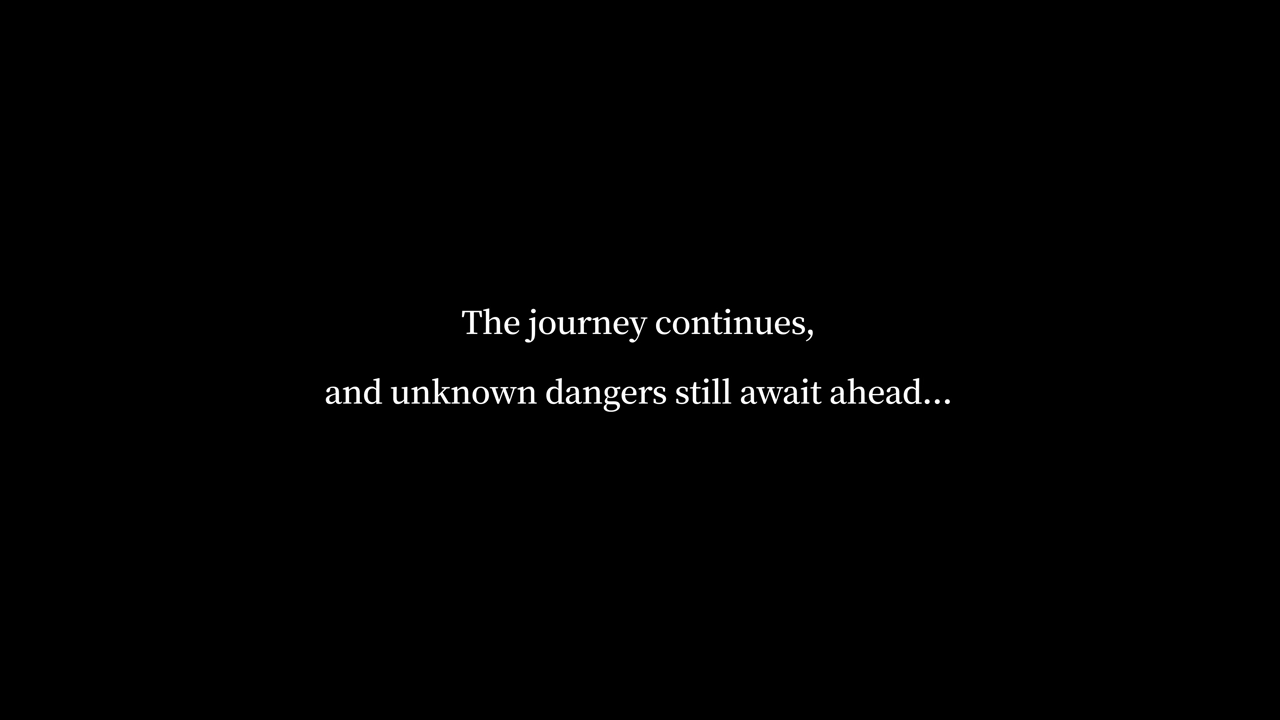 The journey continues,
and unknown dangers still await ahead...